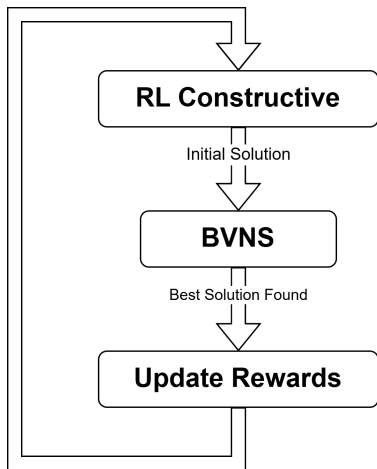 RL Constructive
Initial Solution
BVNS
Best Solution Found
Update Rewards